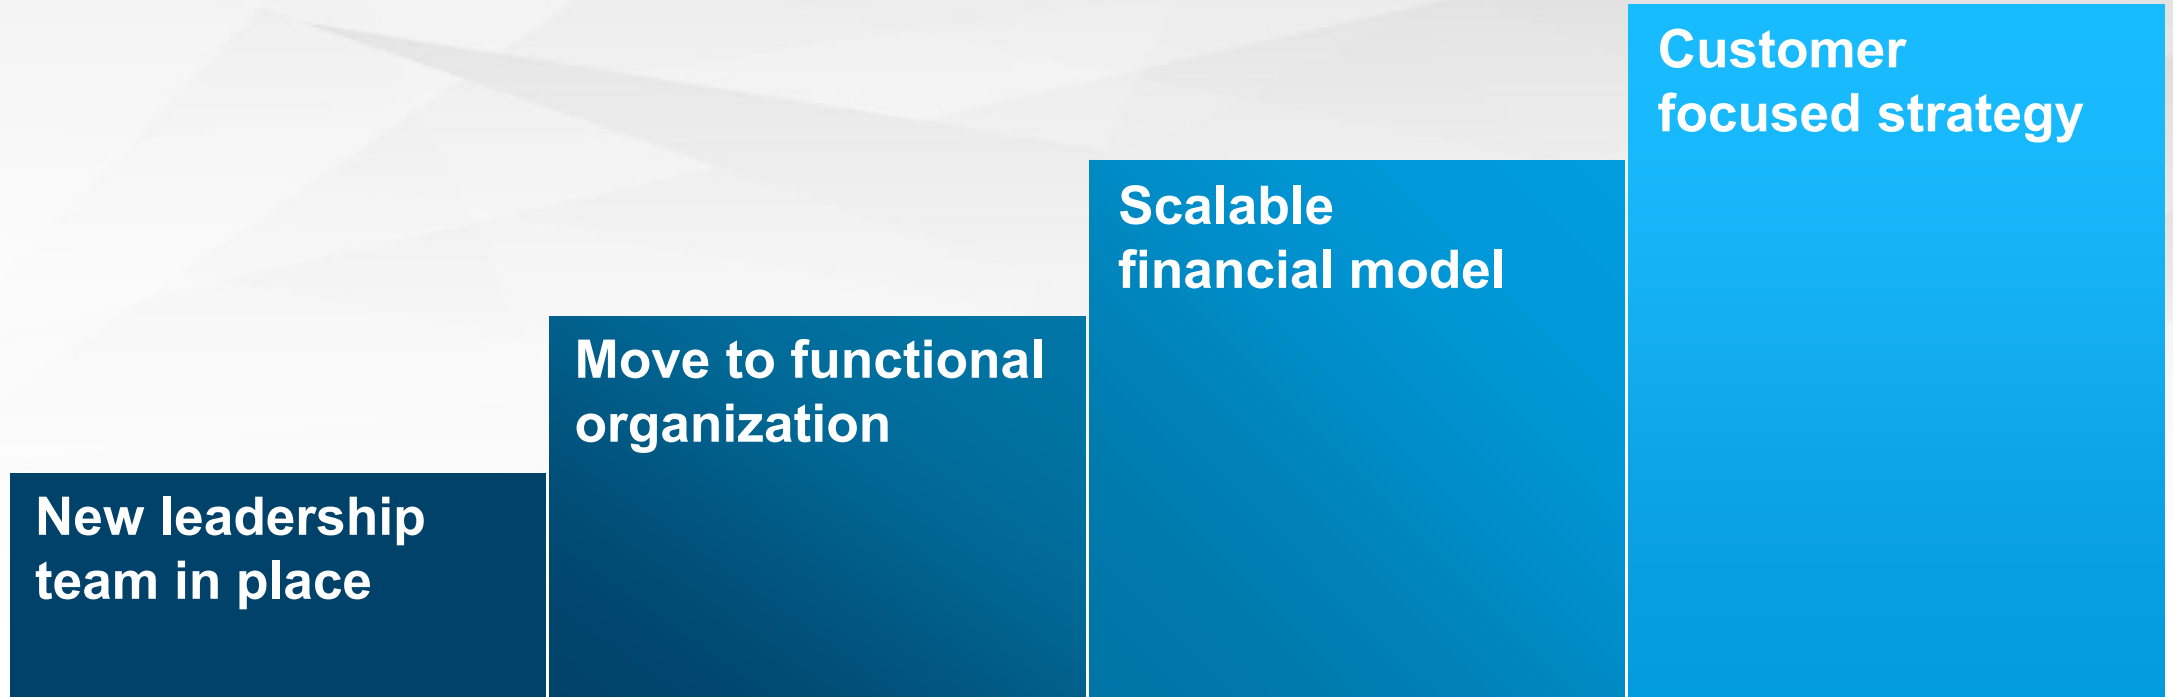 New leadership
team in place
Move to functional
organization
Scalable
financial model
Customer
focused strategy